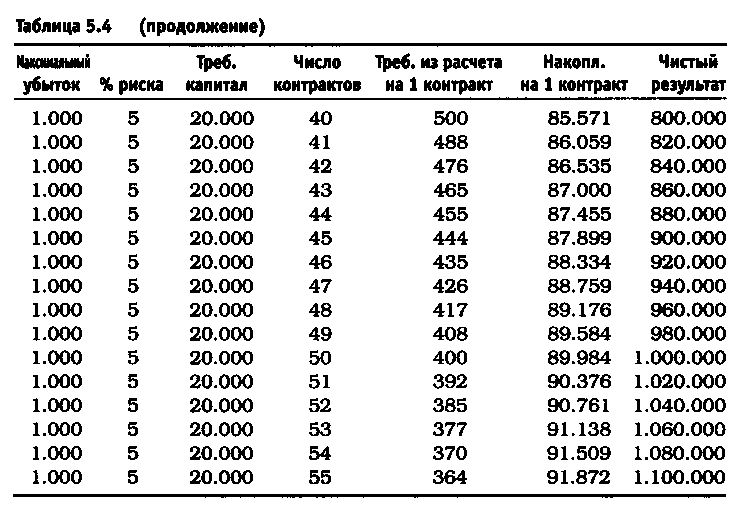 Таблица 5.4 (продолжение)
Максимальный Треб. Число Треб. из расчета Накопл. Чистый
убыток % риска капитал контрактов на 1 контракт на 1 контракт результат
1.000 5 20.000 40 500 85.571 800.000
1.000 5 20.000 41 488 86.059 820.000
1.000 5 20.000 42 476 86.535 840.000
1.000 5 20.000 43 465 87.000 860.000
1.000 5 20.000 44 455 87.455 880.000
1.000 5 20.000 45 444 87.899 900.000
1.000 5 20.000 46 435 88.334 920.000
1.000 5 20.000 47 426 88.759 940.000
1.000 5 20.000 48 417 89.176 960.000
1.000 5 20.000 49 408 89.584 980.000
1.000 5 20.000 50 400 89.984 1.000.000
1.000 5 20.000 51 392 90.376 1.020.000
1.000 5 20.000 52 385 90.761 1.040.000
1.000 5 20.000 53 377 91.138 1.060.000
1.000 5 20.000 54 370 91.509 1.080.000
1.000 5 20.000 55 364 91.872 1.100.000